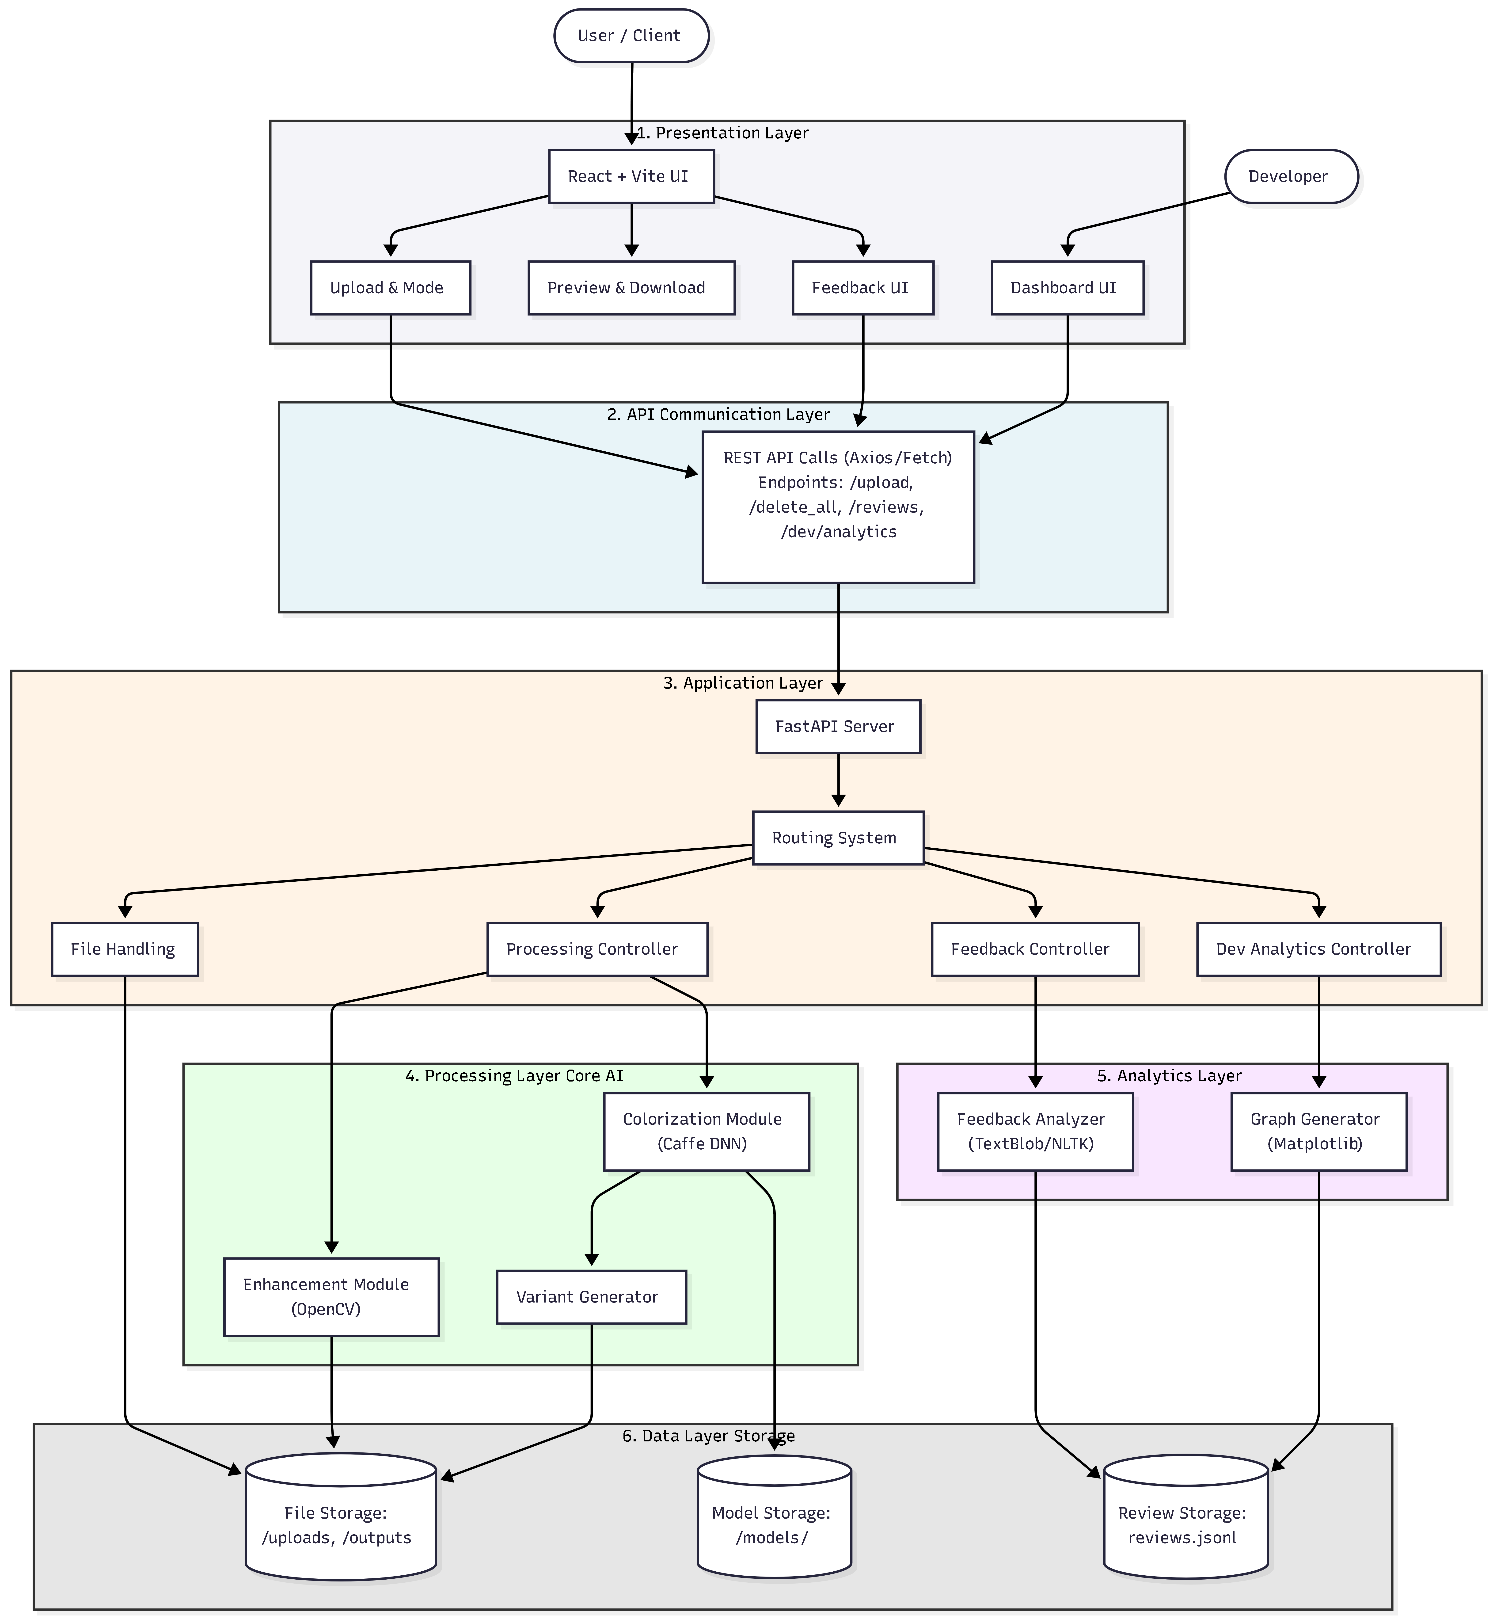 User / Client
1. Presentation Layer
React + Vite UI
Developer
Upload & Mode
Preview & Download
Feedback UI
Dashboard UI
2. API Communication Layer
REST API Calls (Axios/Fetch)
Endpoints: /upload,
/delete_all, /reviews,
/dev/analytics
3. Application Layer
FastAPI Server
Routing System
File Handling
Processing Controller
Feedback Controller
Dev Analytics Controller
4. Processing Layer Core AI
5. Analytics Layer
Colorization Module
(Caffe DNN)
Feedback Analyzer
(TextBlob/NLTK)
Graph Generator
(Matplotlib)
Enhancement Module
(OpenCV)
Variant Generator
6. Data Layer Storage
File Storage:
/uploads, /outputs
Model Storage:
/models/
Review Storage:
reviews.jsonl